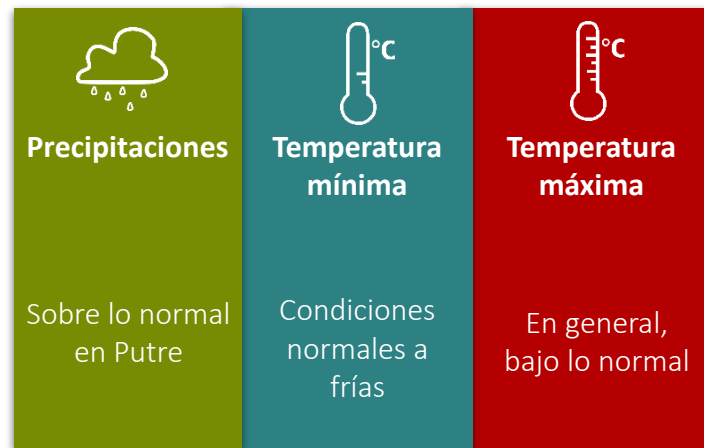 °C
°C
Precipitaciones
Temperatura
mínima
Temperatura
máxima
Sobre lo normal
en Putre
Condiciones
normales a
frías
En general,
bajo lo normal